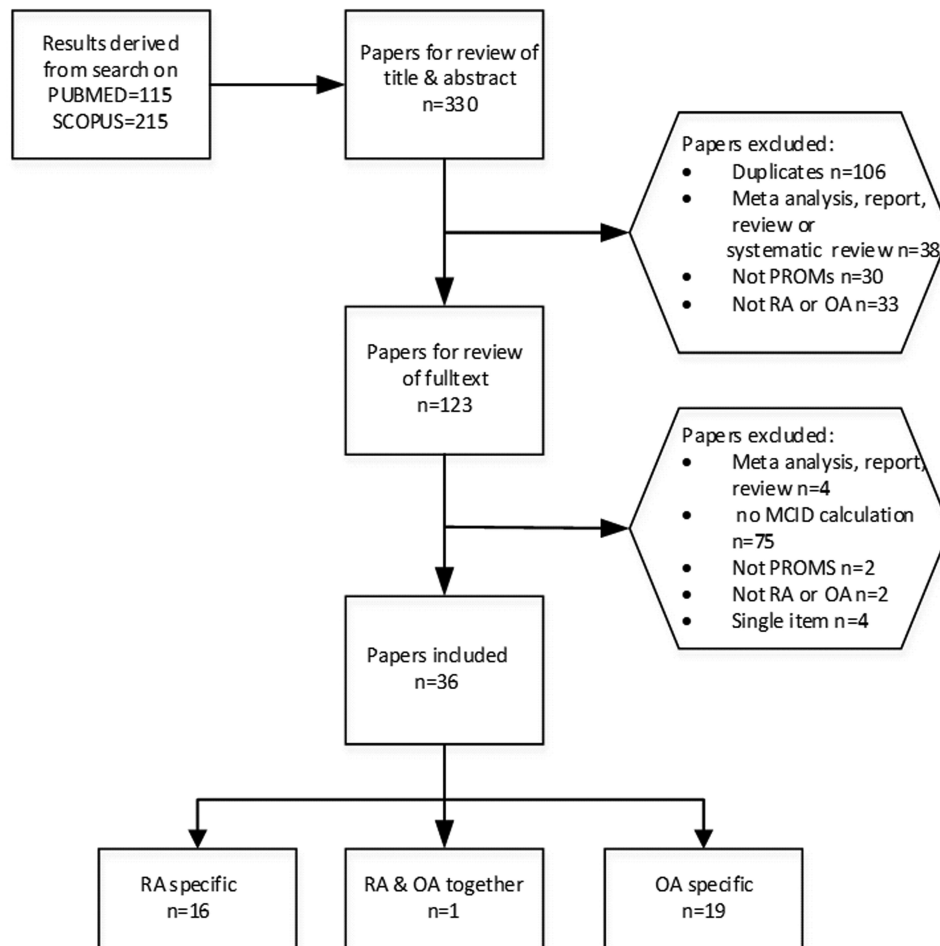 Results derived
from search on
PUBMED=115
SCOPUS=215
Papers for review of
title & abstract
n=330
Papers excluded:
• Duplicates n=106
• Meta analysis, report,
review or
systematic review n=38
• Not PROMs n=30
• Not RA or OA n=33
Papers for review
of fulltext
n=123
Papers excluded:
• Meta analysis, report,
review n=4
• no MCID calculation
n=75
• Not PROMS n=2
• Not RA or OA n=2
• Single item n=4
Papers included
n=36
RA specific
n=16
RA & OA together
n=1
OA specific
n=19